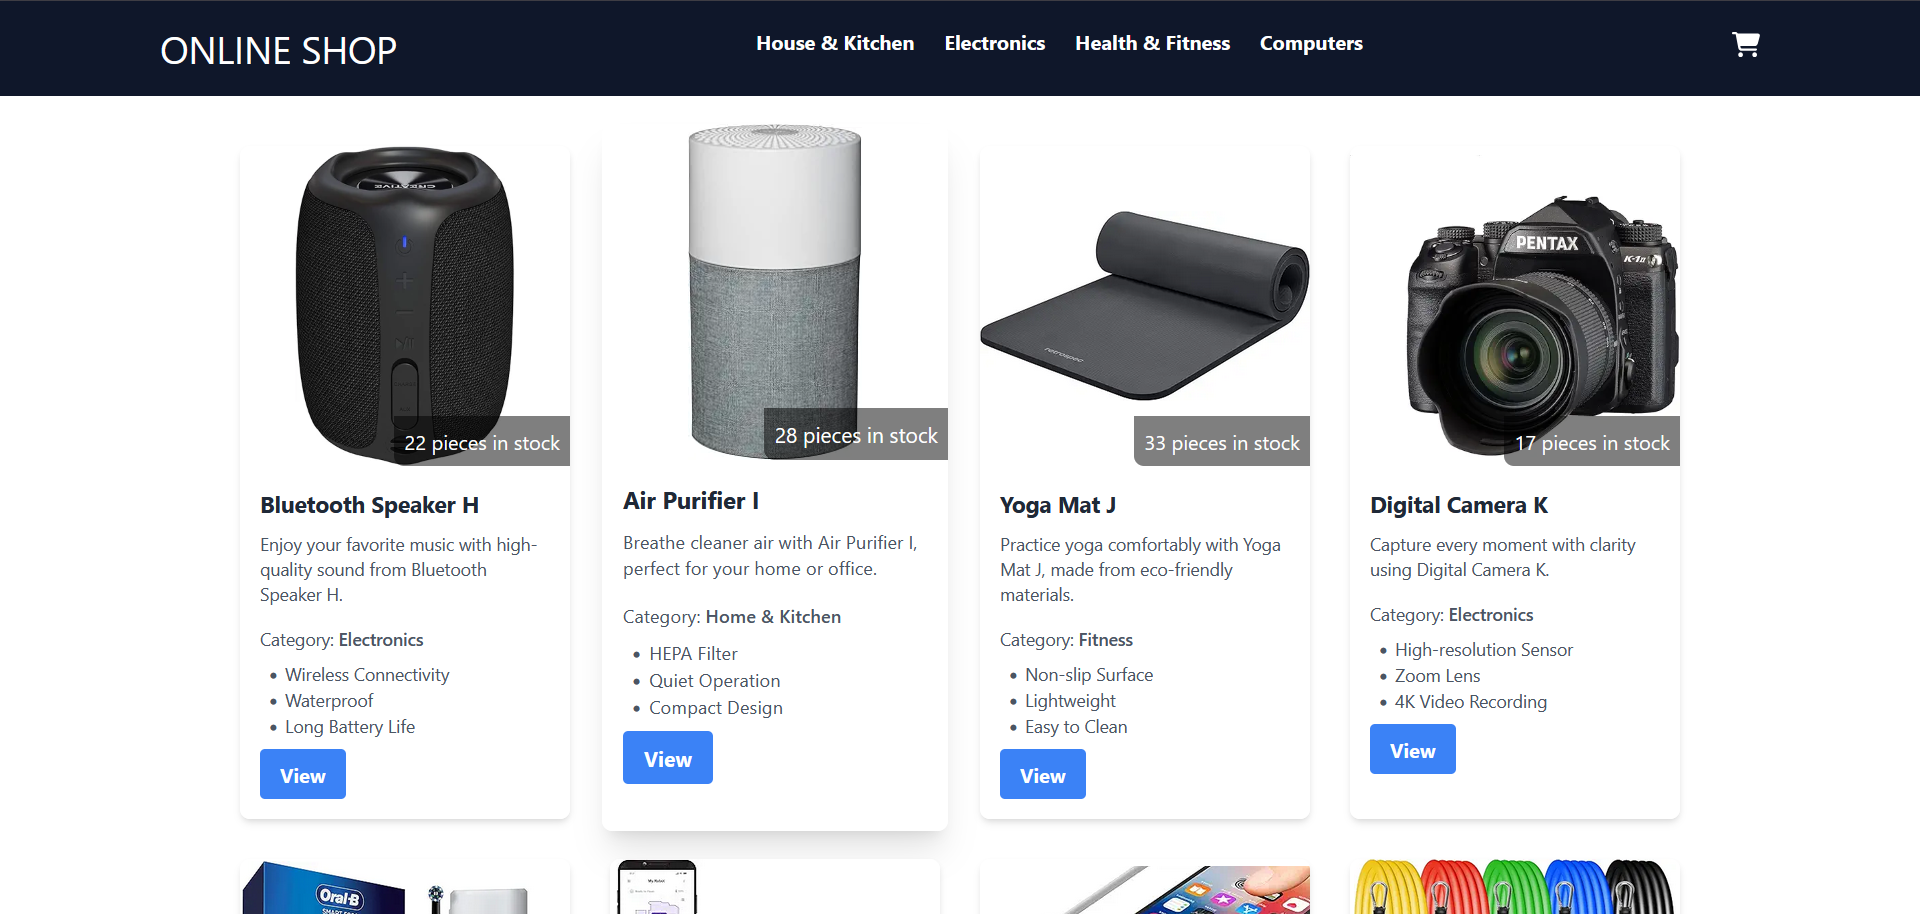 ONLINE SHOP
House & Kitchen
Electronics
Health & Fitness
Computers
CREATIVE
22 pieces in stock
Bluetooth Speaker H
Enjoy your favorite music with high-
quality sound from Bluetooth
Speaker H.
Category: Electronics
Wireless Connectivity
Waterproof
Long Battery Life
View
28 pieces in stock
Air Purifier I
Breathe cleaner air with Air Purifier I,
perfect for your home or office.
Category: Home & Kitchen
HEPA Filter
Quiet Operation
Compact Design
View
retrospec
33 pieces in stock
Yoga Mat J
Practice yoga comfortably with Yoga
Mat J, made from eco-friendly
materials.
Category: Fitness
Non-slip Surface
Lightweight
Easy to Clean
View
PENTAX
K-1 II
17 pieces in stock
Digital Camera K
Capture every moment with clarity
using Digital Camera K.
Category: Electronics
High-resolution Sensor
Zoom Lens
4K Video Recording
View
Oral-B